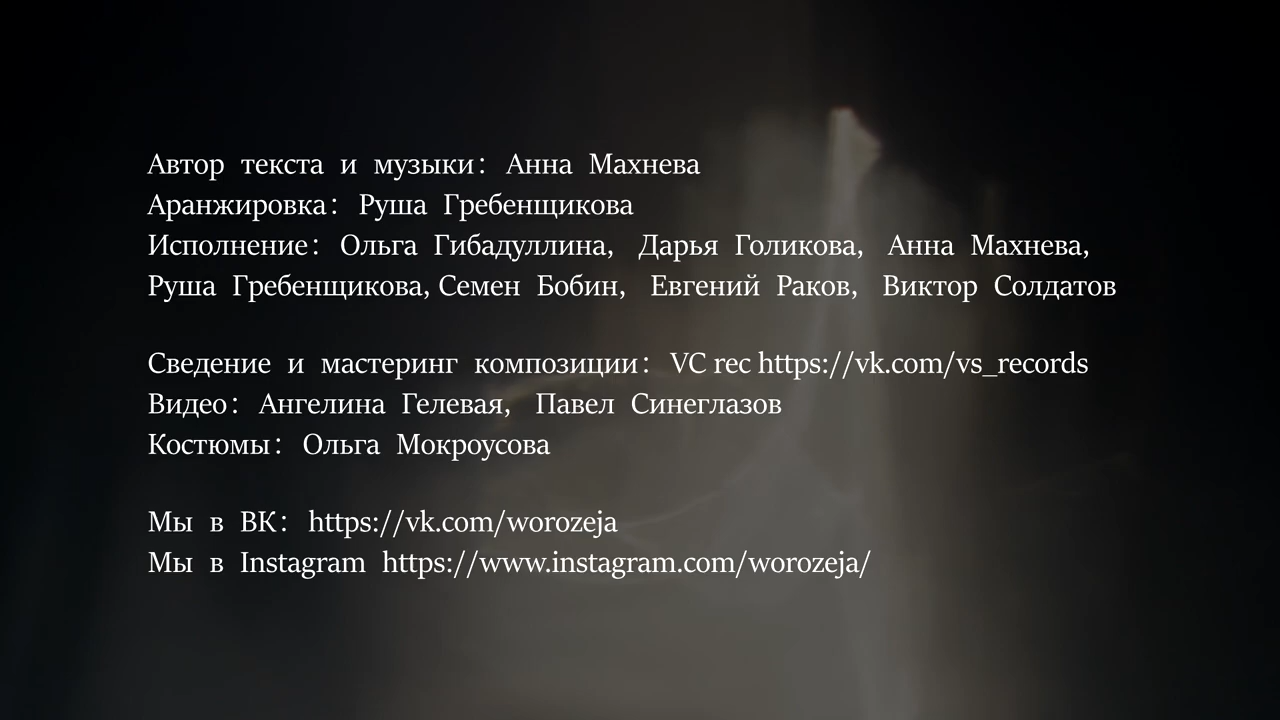 Автор текста и музыки: Анна Махнева
Аранжировка: Руша Гребенщикова
Исполнение: Ольга Гибадуллина, Дарья Голикова, Анна Махнева,
Руша Гребенщикова, Семен Бобин, Евгений Раков, Виктор Солдатов
Сведение и мастеринг композиции: VC rec https://vk.com/vs_records
Видео: Ангелина Гелевая, Павел Синеглазов
Костюмы: Ольга Мокроусова
Мы в ВК: https://vk.com/worozeja
Мы в Instagram https://www.instagram.com/worozeja/